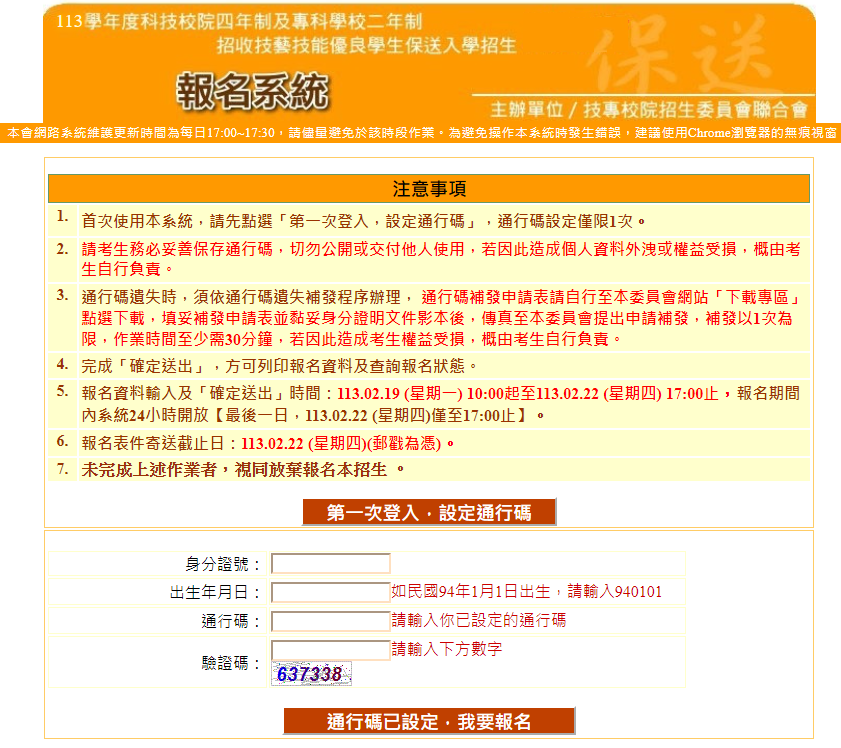 113學年度科技校院四年制及專科學校二年制
招收技藝技能優良學生保送入學招生
保送
報名系統
主辦單位 / 技專校院招生委員會聯合會
本會網路系統維護更新時間為每日17:00~17:30，請儘量避免於該時段作業。為避免操作本系統時發生錯誤，建議使用Chrome瀏覽器的無痕視窗
注意事項
1. 首次使用本系統，請先點選「第一次登入，設定通行碼」，通行碼設定僅限1次。
2. 請考生務必妥善保存通行碼，切勿公開或交付他人使用，若因此造成個人資料外洩或權益受損，概由考
生自行負責。
3. 通行碼遺失時，須依通行碼遺失補發程序辦理， 通行碼補發申請表請自行至本委員會網站「下載專區」
點選下載，填妥補發申請表並黏妥身分證明文件影本後，傳真至本委員會提出申請補發，補發以1次為
限，作業時間至少需30分鐘，若因此造成考生權益受損，概由考生自行負責。
4. 完成「確定送出」，方可列印報名資料及查詢報名狀態。
5. 報名資料輸入及「確定送出」時間：113.02.19 (星期一) 10:00起至113.02.22 (星期四) 17:00止，報名期間
內系統24小時開放【最後一日，113.02.22 (星期四)僅至17:00止】。
6. 報名表件寄送截止日：113.02.22 (星期四)(郵戳為憑)。
7. 未完成上述作業者，視同放棄報名本招生 。
第一次登入．設定通行碼
身分證號：
出生年月日： 如民國94年1月1日出生，請輸入940101
通行碼： 請輸入你已設定的通行碼
驗證碼： 請輸入下方數字
637338
通行碼已設定．我要報名